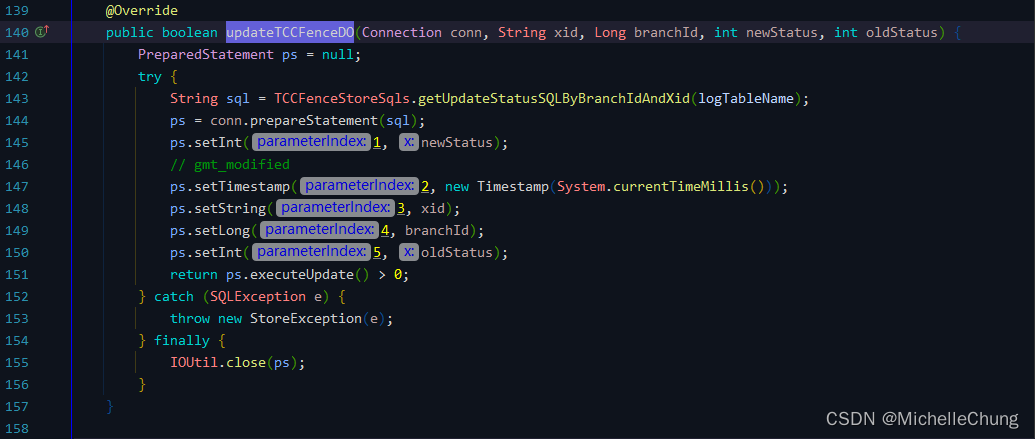 139 @Override
140 public boolean updateTCCFenceDO(Connection conn, String xid, Long branchId, int newStatus, int oldStatus) {
141 PreparedStatement ps = null;
142 try {
143 String sql = TCCFenceStoreSqls.getUpdateStatusSQLByBranchIdAndXid(logTableName);
144 ps = conn.prepareStatement(sql);
145 ps.setInt( parameterIndex: 1, x: newStatus);
146 // gmt_modified
147 ps.setTimestamp( parameterIndex: 2, new Timestamp(System.currentTimeMillis()));
148 ps.setString( parameterIndex: 3, xid);
149 ps.setLong( parameterIndex: 4, branchId);
150 ps.setInt( parameterIndex: 5, x: oldStatus);
151 return ps.executeUpdate() > 0;
152 } catch (SQLException e) {
153 throw new StoreException(e);
154 } finally {
155 IOUtil.close(ps);
156 }
157 }
158
CSDN @MichelleChung